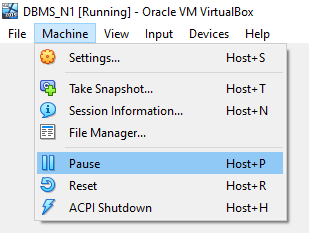 DBMS_N1 [Running] - Oracle VM VirtualBox
File Machine View Input Devices Help
Settings... Host+S
Take Snapshot... Host+T
Session Information... Host+N
File Manager...
Pause Host+P
Reset Host+R
ACPI Shutdown Host+H